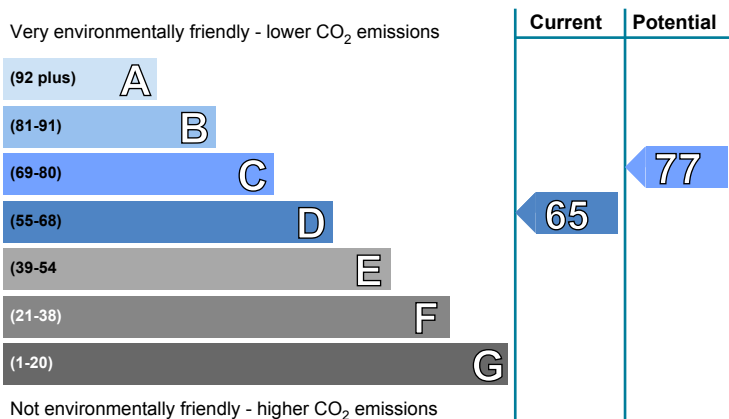 Current Potential
Very environmentally friendly - lower CO2 emissions
(92 plus) A
(81-91) B
(69-80) C
77
(55-68) D
65
(39-54 E
(21-38) F
(1-20) G
Not environmentally friendly - higher CO2 emissions